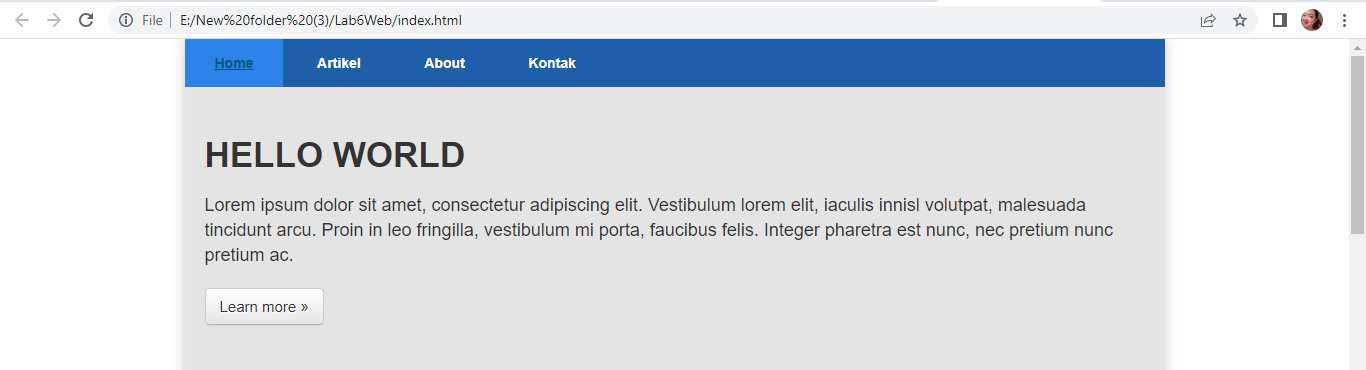 File | E:/New%20folder%20(3)/Lab6Web/index.html
Home Artikel About Kontak
HELLO WORLD
Lorem ipsum dolor sit amet, consectetur adipiscing elit. Vestibulum lorem elit, iaculis innisl volutpat, malesuada
tincidunt arcu. Proin in leo fringilla, vestibulum mi porta, faucibus felis. Integer pharetra est nunc, nec pretium nunc
pretium ac.
Learn more »